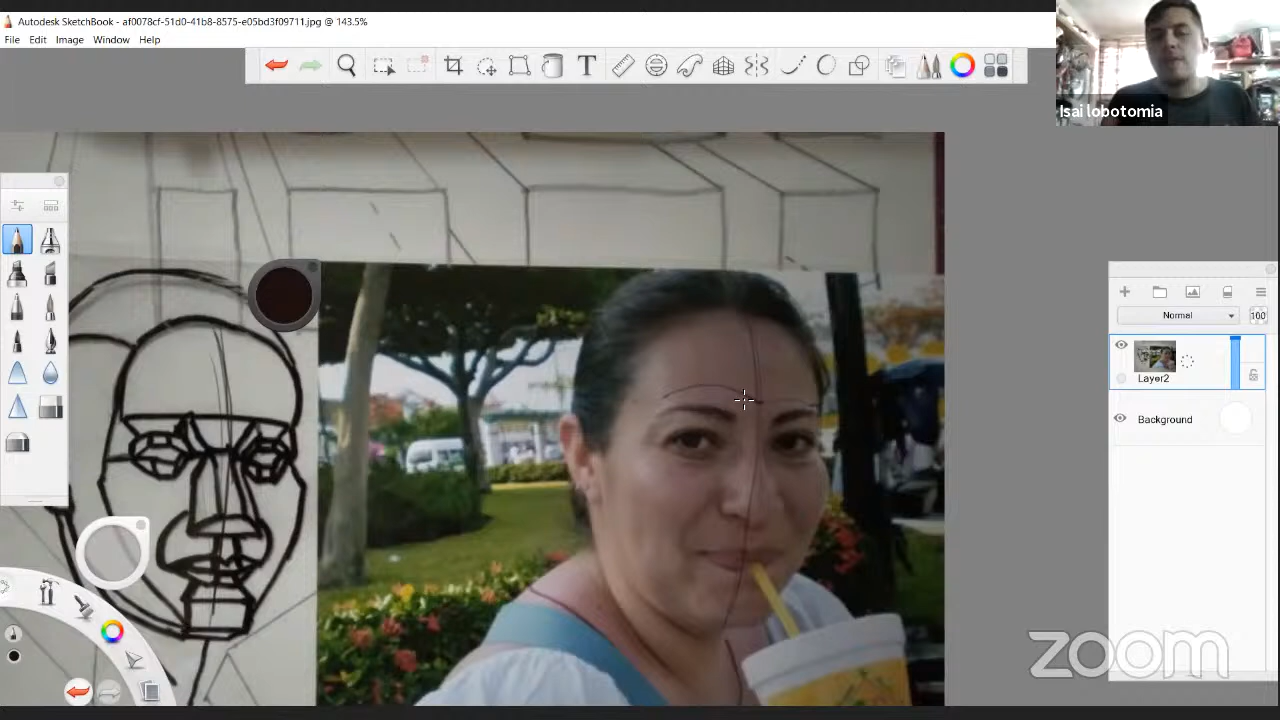 Autodesk SketchBook - af0078cf-51d0-41b8-8575-e05bd3f09711.jpg @ 143.5%
File Edit Image Window Help
T
Isai lobotomia
Normal
100
Layer2
Background
zoom